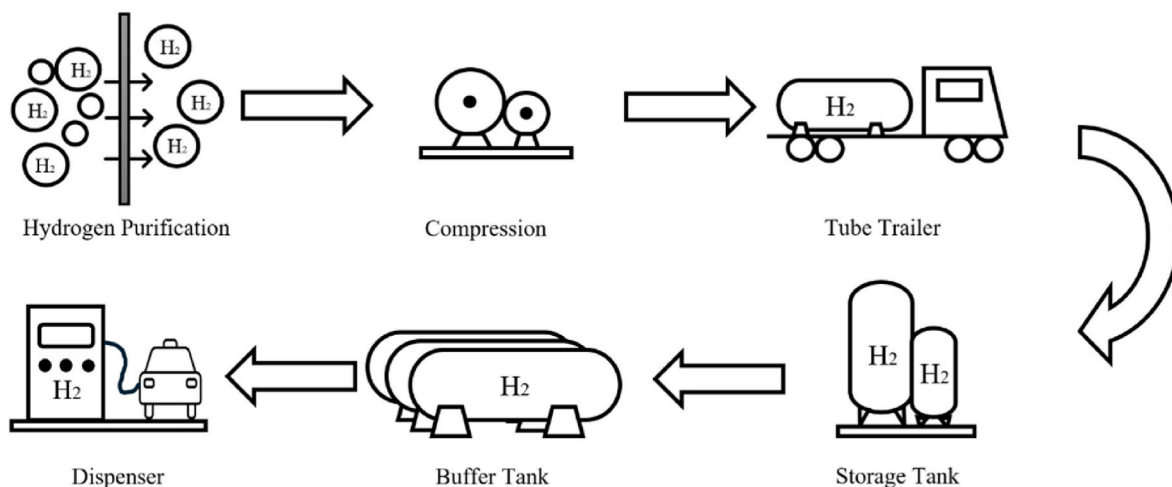 H2
H2
H2
H2
H2
H2
H2
Hydrogen Purification
Compression
H2
Tube Trailer
H2
Dispenser
H2
Buffer Tank
H2
H2
Storage Tank